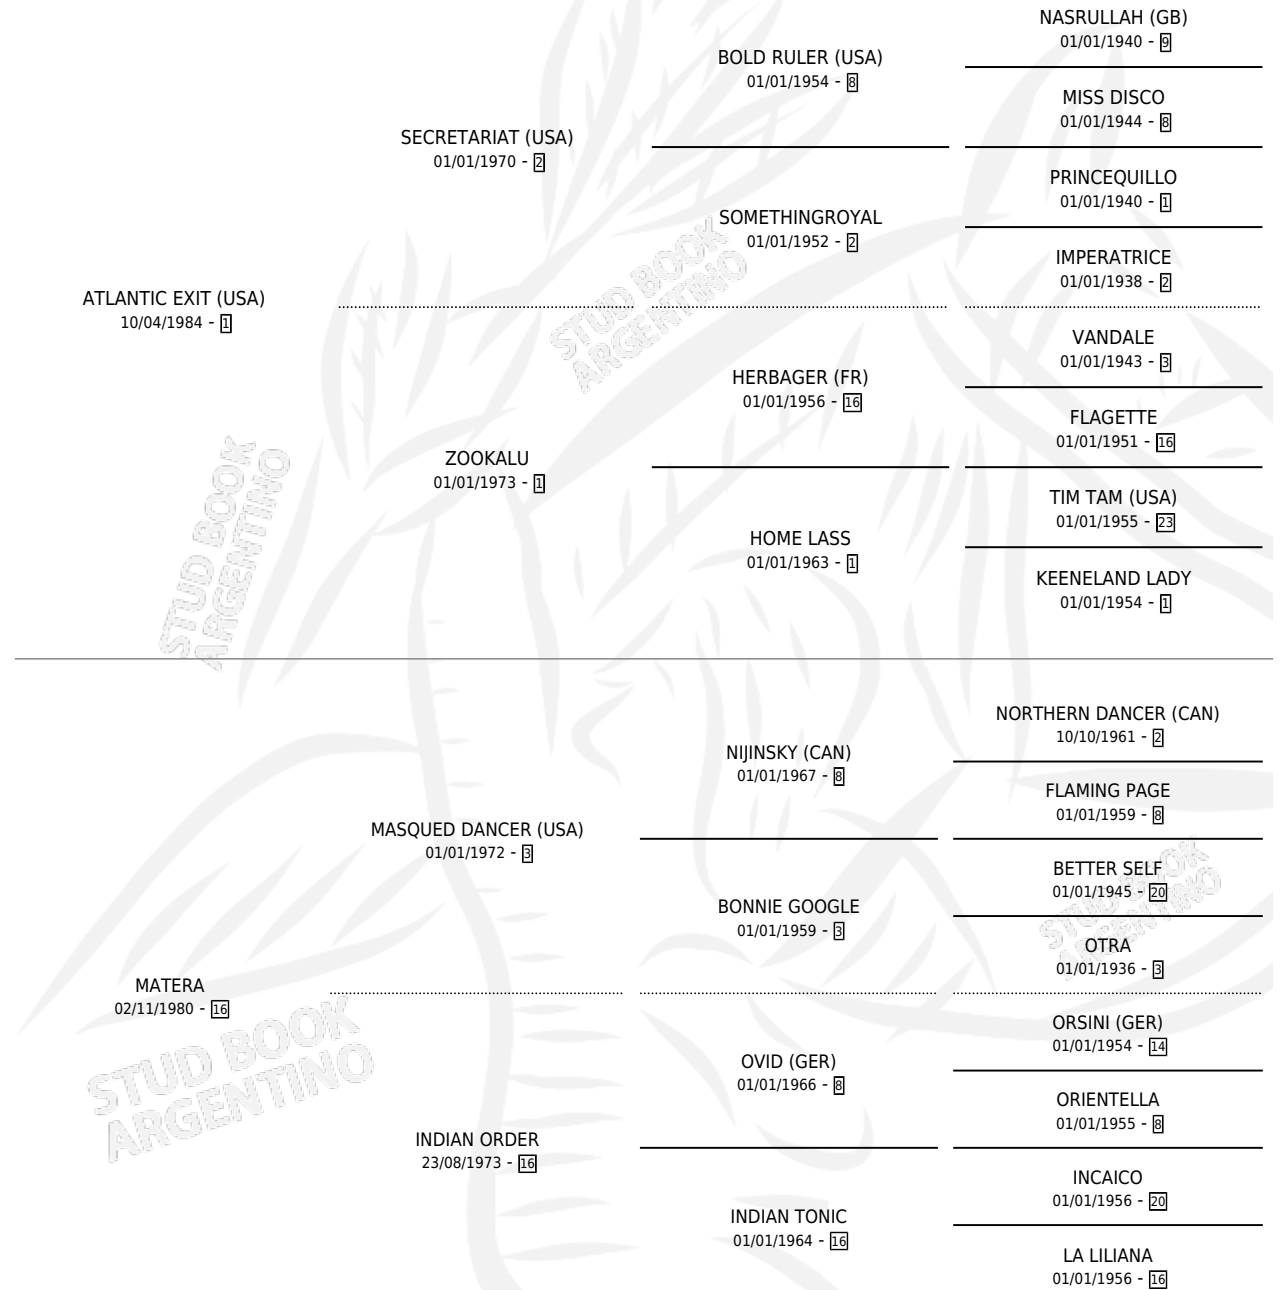 NASRULLAH (GB)
01/01/1940 - 9
BOLD RULER (USA)
01/01/1954 - 8
MISS DISCO
01/01/1944 - 8
SECRETARIAT (USA)
01/01/1970 - 2
PRINCEQUILLO
01/01/1940 - 1
SOMETHINGROYAL
01/01/1952 - 2
IMPERATRICE
01/01/1938 - 2
ATLANTIC EXIT (USA)
10/04/1984 - 1
VANDALE
01/01/1943 - 3
HERBAGER (FR)
01/01/1956 - 16
FLAGETTE
01/01/1951 - 16
ZOOKALU
01/01/1973 - 1
TIM TAM (USA)
01/01/1955 - 23
HOME LASS
01/01/1963 - 1
KEENELAND LADY
01/01/1954 - 1
NORTHERN DANCER (CAN)
10/10/1961 - 2
NIJINSKY (CAN)
01/01/1967 - 8
FLAMING PAGE
01/01/1959 - 8
MASQUED DANCER (USA)
01/01/1972 - 3
BETTER SELF
01/01/1945 - 20
BONNIE GOOGLE
01/01/1959 - 3
OTRA
01/01/1936 - 3
MATERA
02/11/1980 - 16
ORSINI (GER)
01/01/1954 - 14
OVID (GER)
01/01/1966 - 8
ORIENTELLA
01/01/1955 - 8
INDIAN ORDER
23/08/1973 - 16
INCAICO
01/01/1956 - 20
INDIAN TONIC
01/01/1964 - 16
LA LILIANA
01/01/1956 - 16
STUD BOOK
ARGENTINO
STUD BOOK
ARGENTINO
STUD BOOK
ARGENTINO
STUD BOOK
ARGENTINO